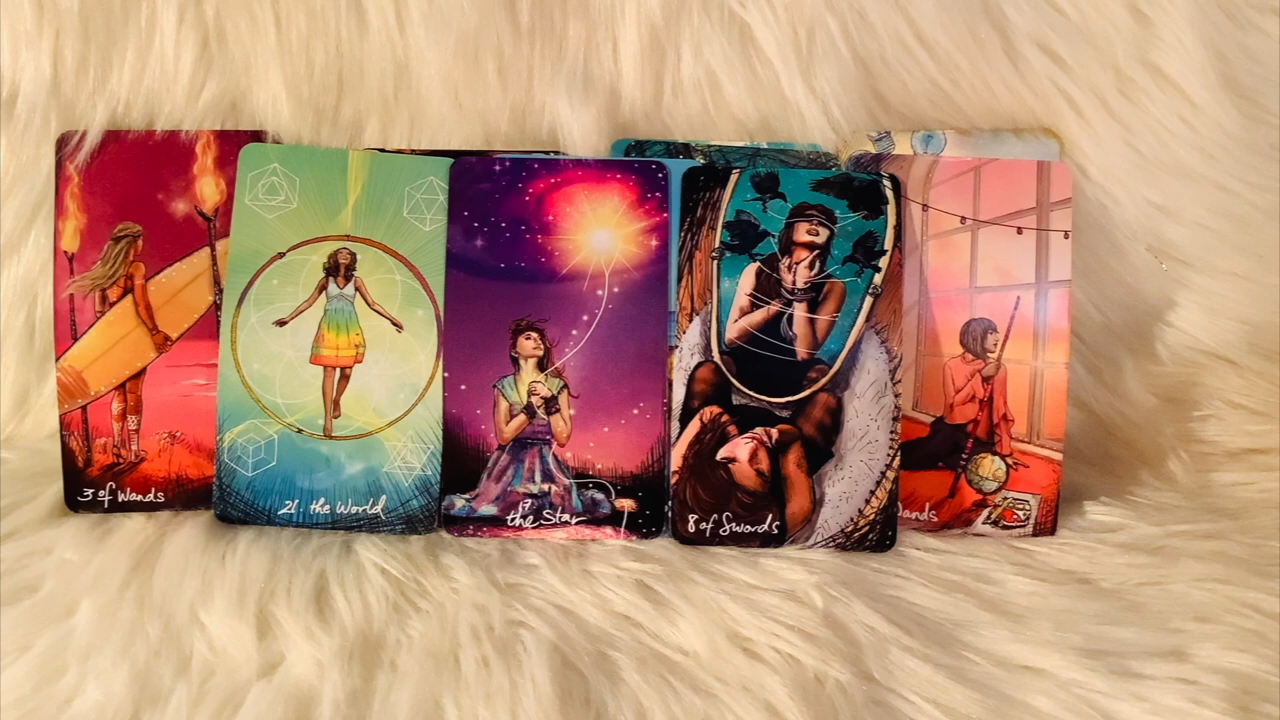 3 of Wands
21. the World
17
the Star
8 of Swords